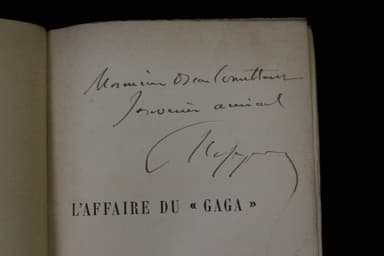 Monsieur Oscar Comettant
Souvenir amical
L'AFFAIRE DU « GAGA »